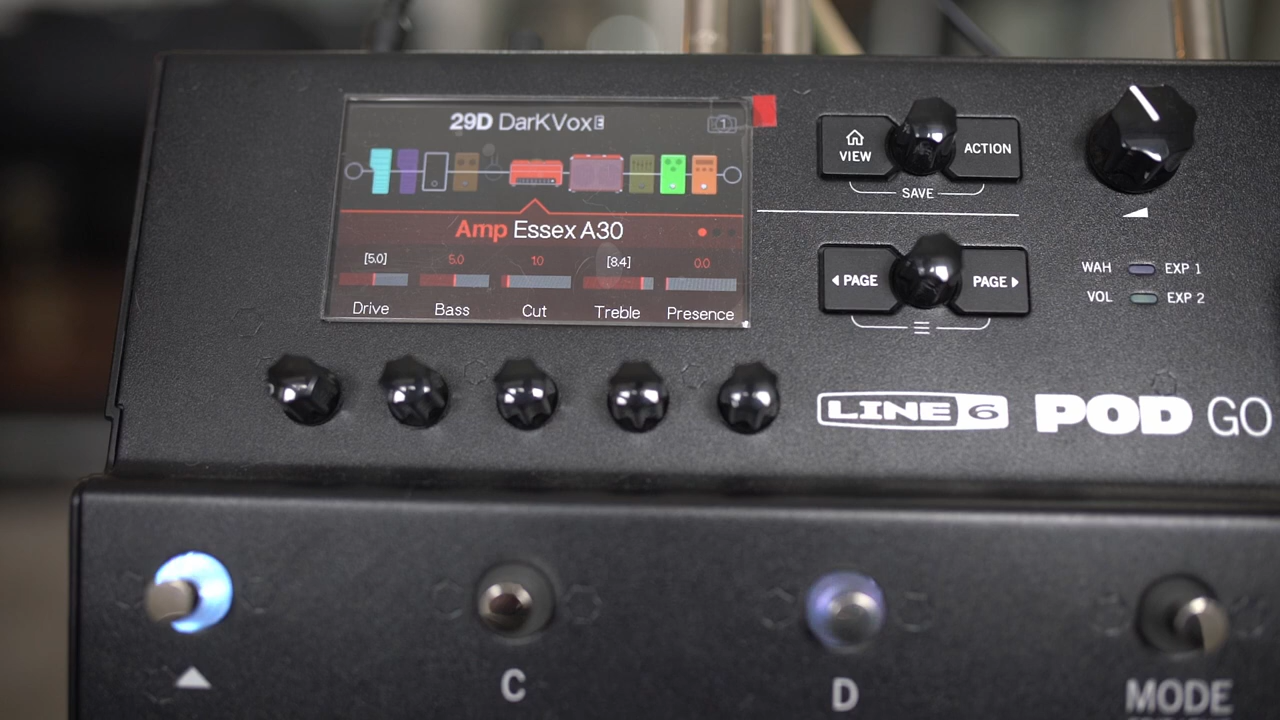 29D DarKVox E
1
Amp Essex A30
[5.0] 5.0 10 [8.4] 0.0
Drive Bass Cut Treble Presence
VIEW
ACTION
SAVE
PAGE
PAGE
WAH EXP 1
VOL EXP 2
LINE 6 POD GO
C D MODE